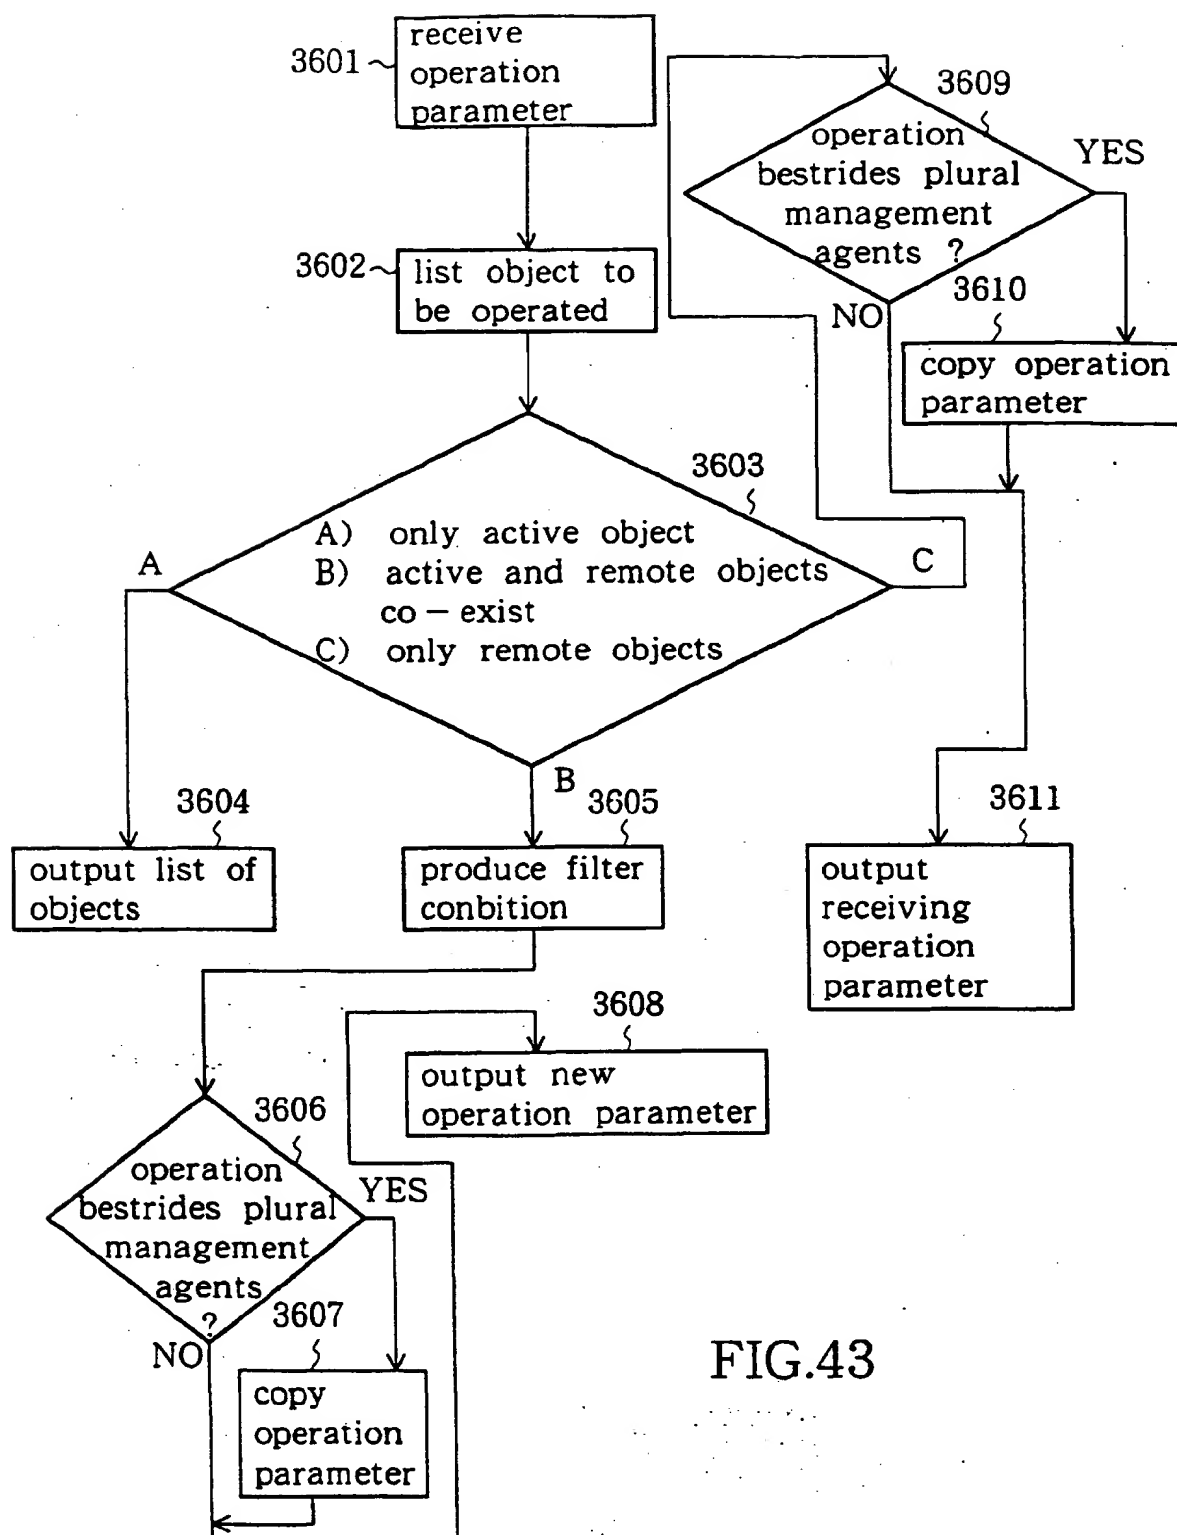 3601
receive
operation
parameter
3602
list object to
be operated
3603
A) only active object
B) active and remote objects
co-exist
C) only remote objects
A
B
C
3604
output list of
objects
3605
produce filter
conbition
3606
operation
bestrides plural
management
agents
?
YES
NO
3607
copy
operation
parameter
3608
output new
operation parameter
3609
operation
bestrides plural
management
agents ?
YES
NO
3610
copy operation
parameter
3611
output
receiving
operation
parameter
FIG.43